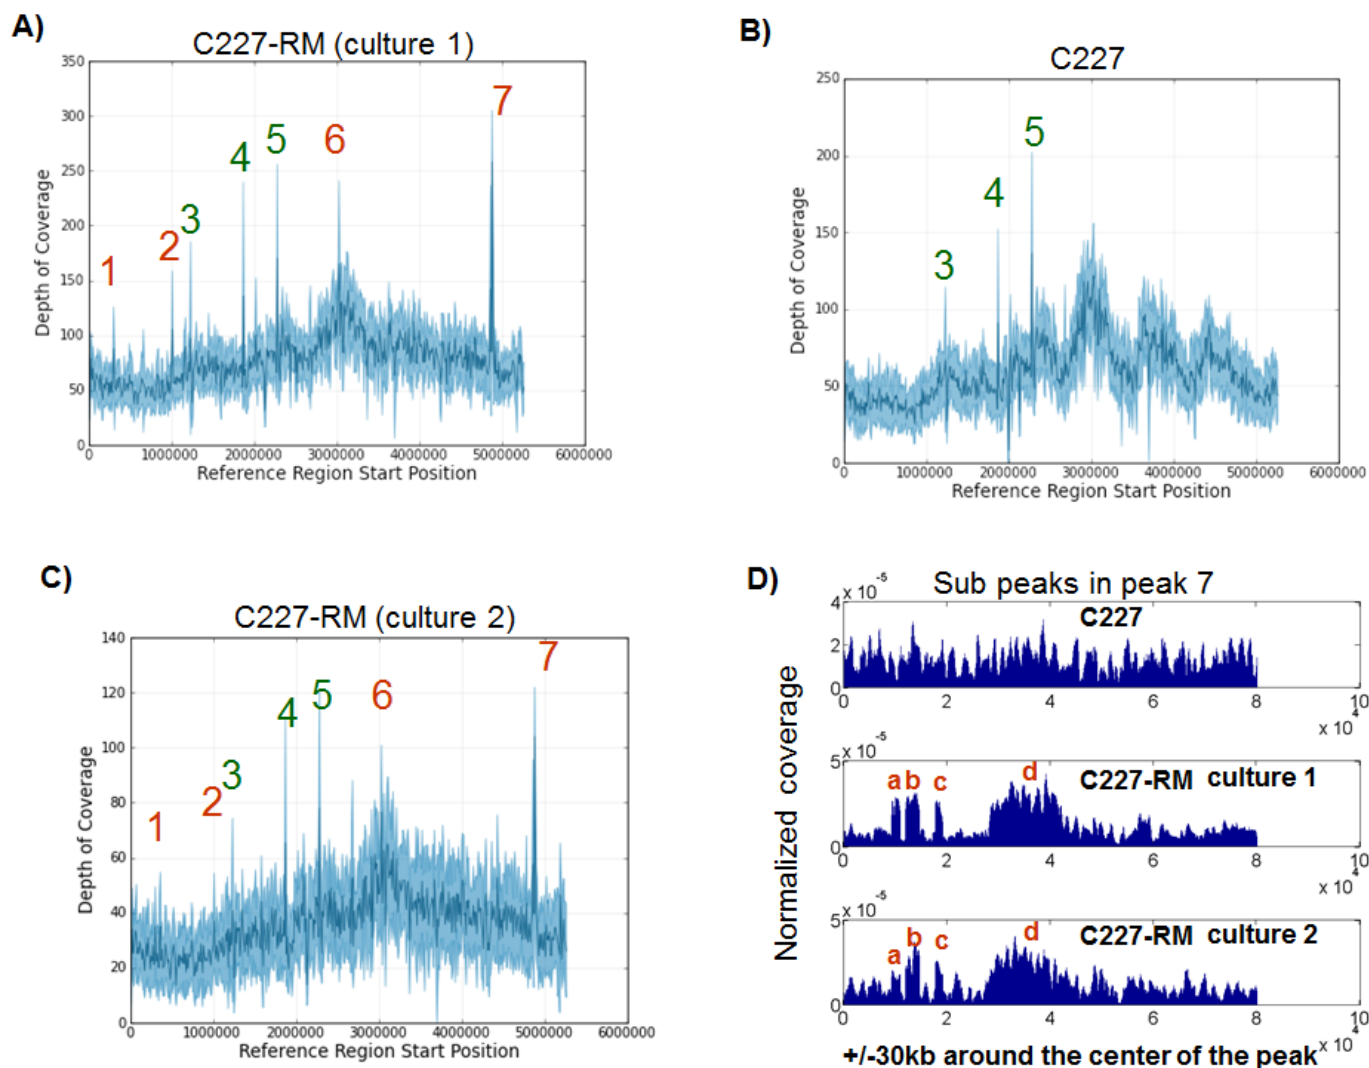 A)
C227-RM (culture 1)
350
300
250
200
150
100
50
0
1
2
3
4
5
6
7
Depth of Coverage
0 1000000 2000000 3000000 4000000 5000000 6000000
Reference Region Start Position
B)
C227
250
200
150
100
50
0
3
4
5
Depth of Coverage
0 1000000 2000000 3000000 4000000 5000000 6000000
Reference Region Start Position
C)
C227-RM (culture 2)
140
120
100
80
60
40
20
0
1
2
3
4
5
6
7
Depth of Coverage
0 1000000 2000000 3000000 4000000 5000000 6000000
Reference Region Start Position
D)
Sub peaks in peak 7
x 10 -5
C227
4
2
0
0 2 4 6 8 10
x 10 4
Normalized coverage
x 10 -5
5
0
a b c d
C227-RM culture 1
0 2 4 6 8 10
x 10 4
x 10 -5
5
0
a b c d
C227-RM culture 2
0 2 4 6 8 10
x 10 4
+/-30kb around the center of the peak